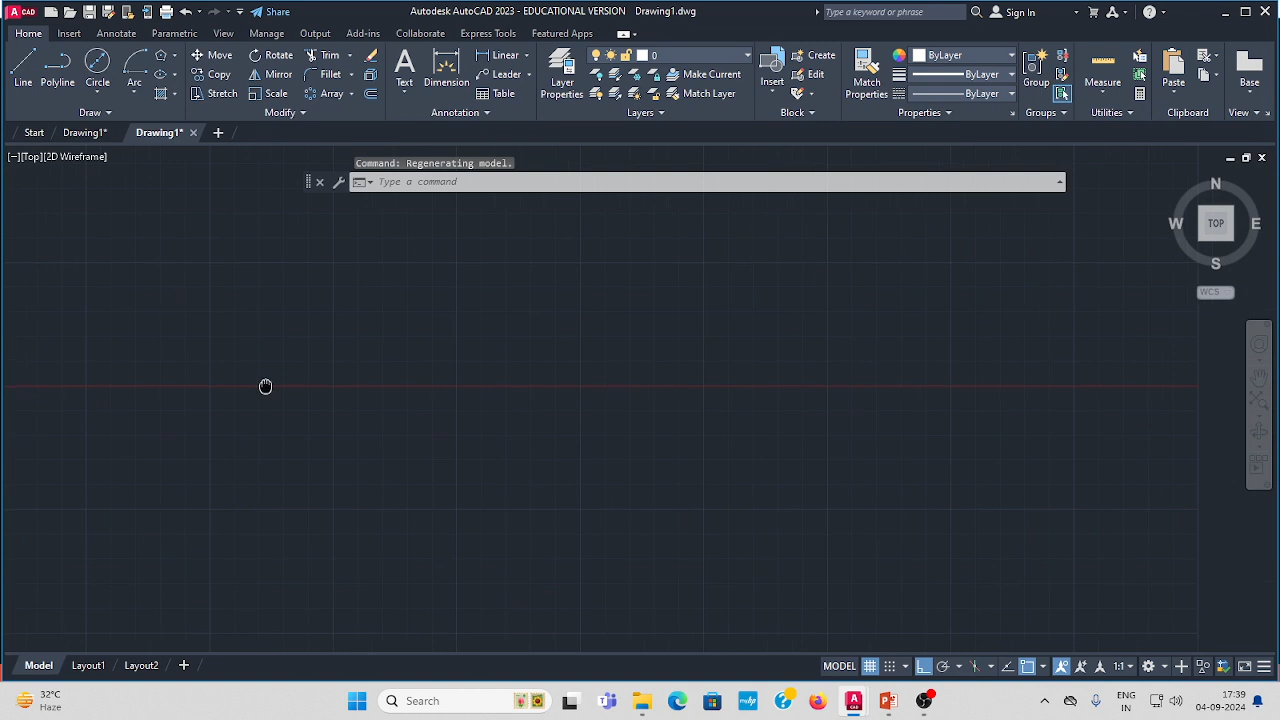 A CAD Share Autodesk AutoCAD 2023 - EDUCATIONAL VERSION Drawing1.dwg Type a keyword or phrase Sign In
Home Insert Annotate Parametric View Manage Output Add-ins Collaborate Express Tools Featured Apps
Line Polyline Circle Arc Move Rotate Trim Text Dimension Linear Layer Properties 0 Insert Create Match Properties ByLayer Group Measure Paste Base
Copy Mirror Fillet Leader Make Current Edit ByLayer
Stretch Scale Array Table Match Layer ByLayer
Draw Modify Annotation Layers Block Properties Groups Utilities Clipboard View
Start Drawing1* Drawing1*
[−][Top][2D Wireframe]
Command: Regenerating model.
Type a command
N
W TOP E
S
WCS
Model Layout1 Layout2 MODEL 1:1
32°C
Haze
Search
ENG
IN
17:39
04-09-2024